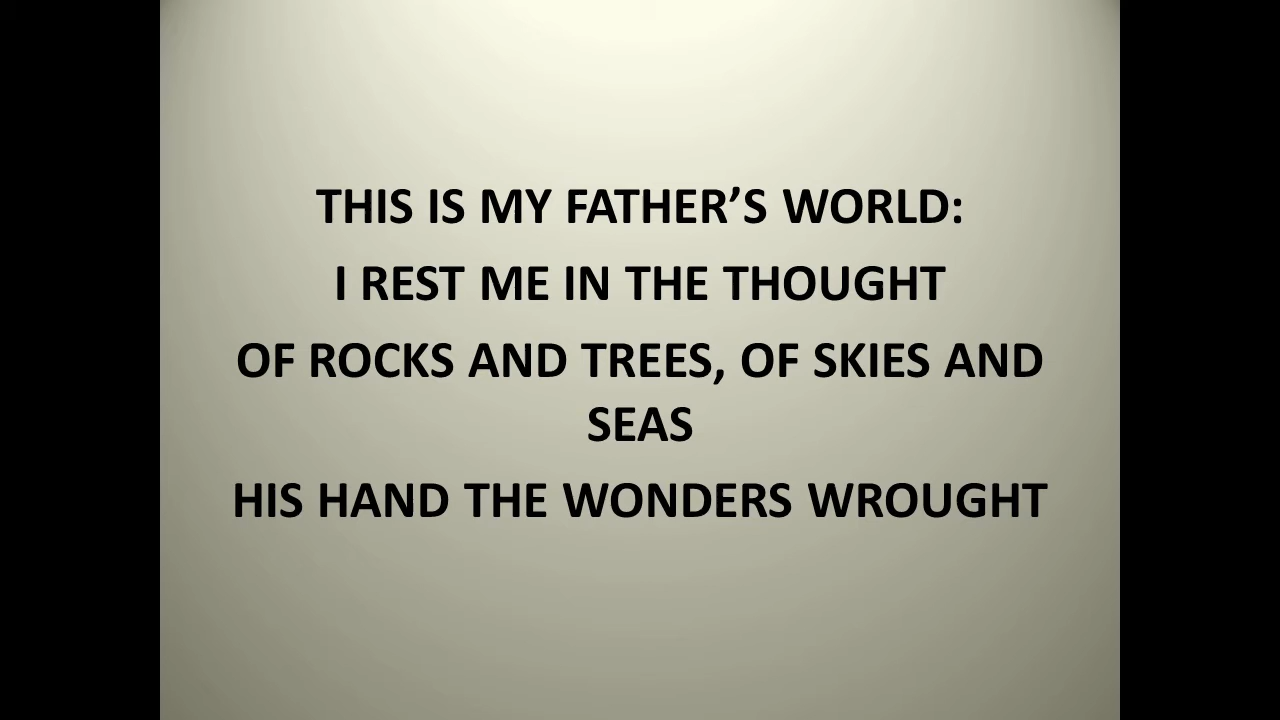 THIS IS MY FATHER’S WORLD:
I REST ME IN THE THOUGHT
OF ROCKS AND TREES, OF SKIES AND
SEAS
HIS HAND THE WONDERS WROUGHT